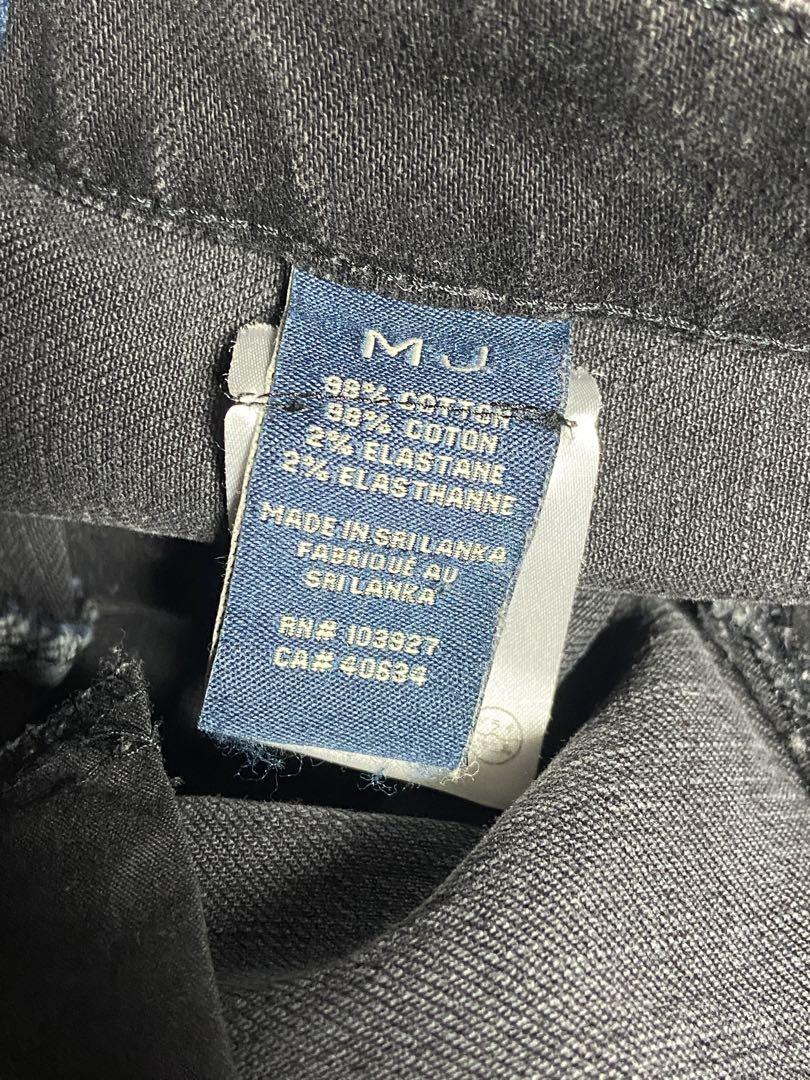 MJ
98% COTTON
98% COTON
2% ELASTANE
2% ELASTHANNE
MADE IN SRI LANKA
FABRIQUÉ AU
SRI LANKA
RN# 103927
CA# 40634